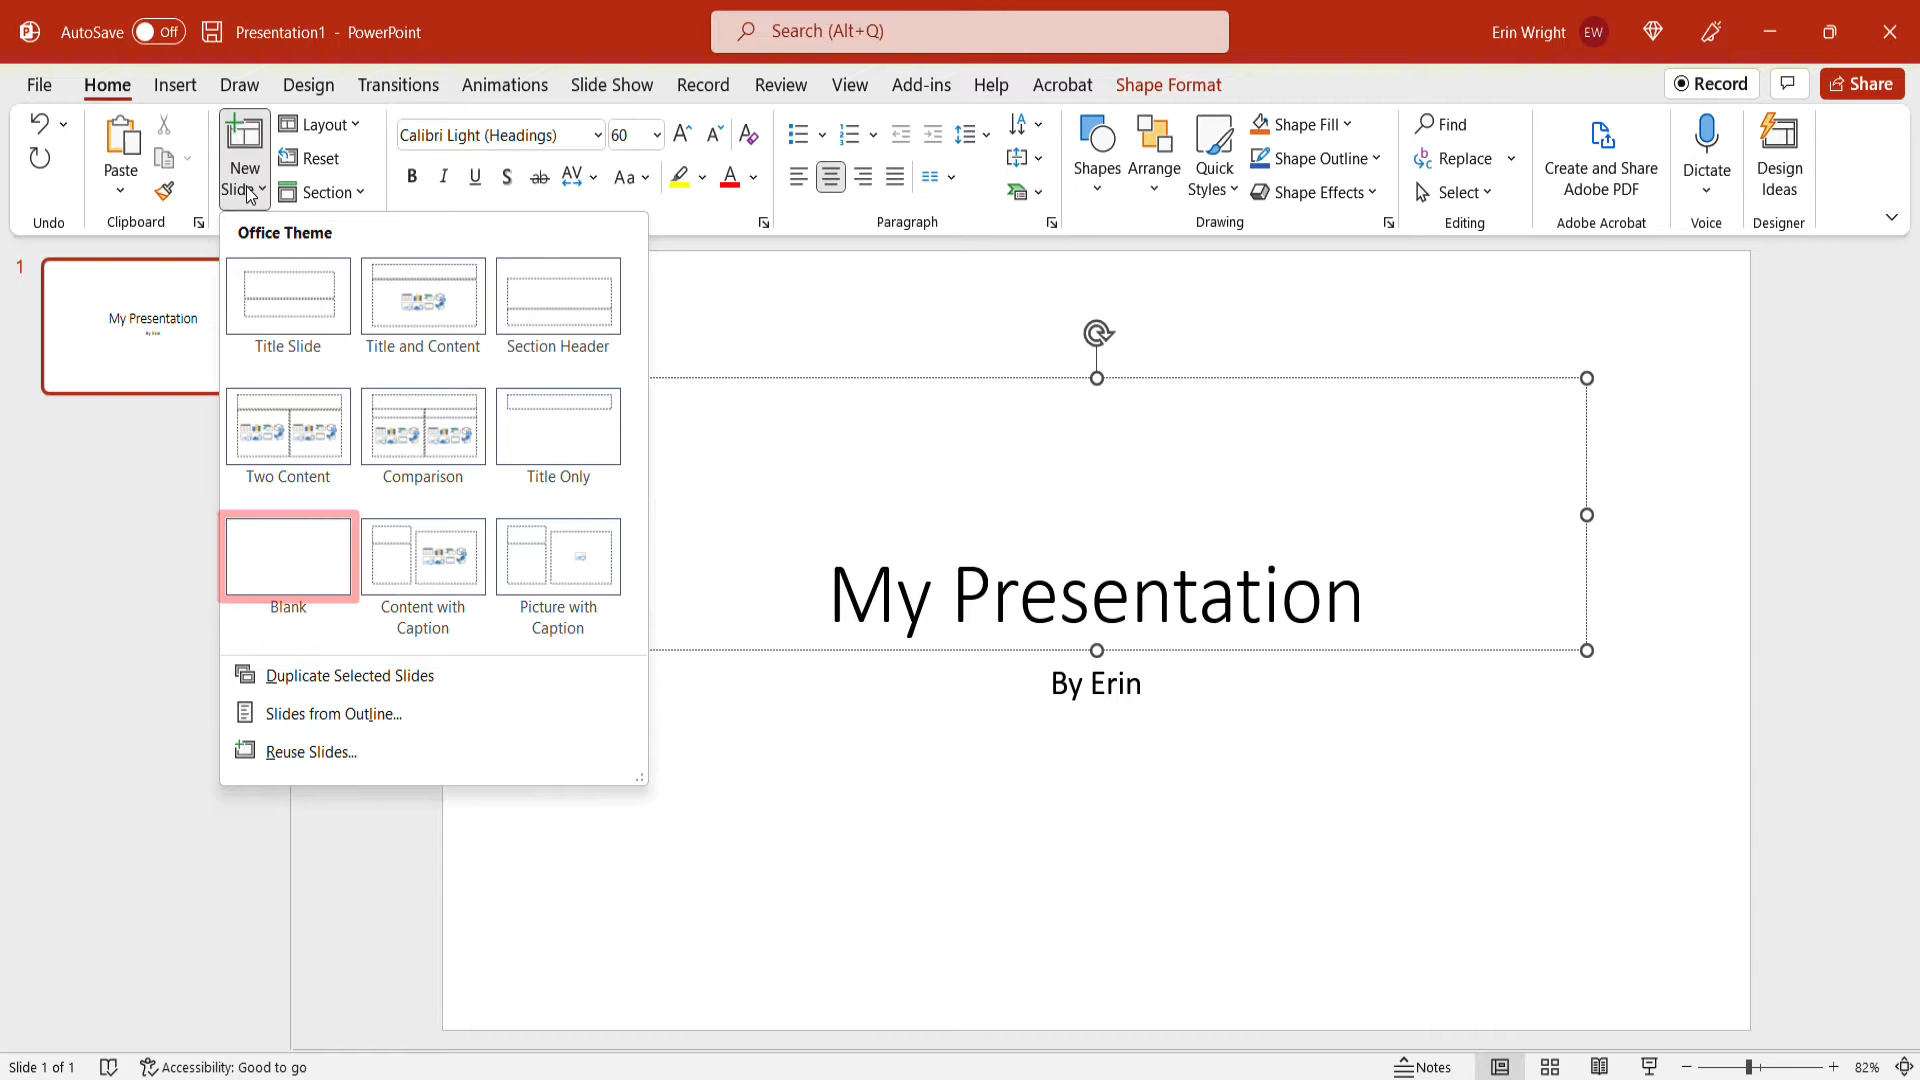 AutoSave Off Presentation1 - PowerPoint Search (Alt+Q) Erin Wright EW
File Home Insert Draw Design Transitions Animations Slide Show Record Review View Add-ins Help Acrobat Shape Format Record Share
Undo
Paste
Clipboard
New
Slide
Layout
Reset
Section
Calibri Light (Headings) 60
B I U S ab AV Aa A
Paragraph
Shapes
Arrange
Quick
Styles
Shape Fill
Shape Outline
Shape Effects
Drawing
Find
Replace
Select
Editing
Create and Share
Adobe PDF
Adobe Acrobat
Dictate
Voice
Design
Ideas
Designer
Office Theme
Title Slide Title and Content Section Header
Two Content Comparison Title Only
Blank Content with Picture with
Caption Caption
Duplicate Selected Slides
Slides from Outline...
Reuse Slides...
1
My Presentation
By Erin
My Presentation
By Erin
Slide 1 of 1 Accessibility: Good to go Notes 82%